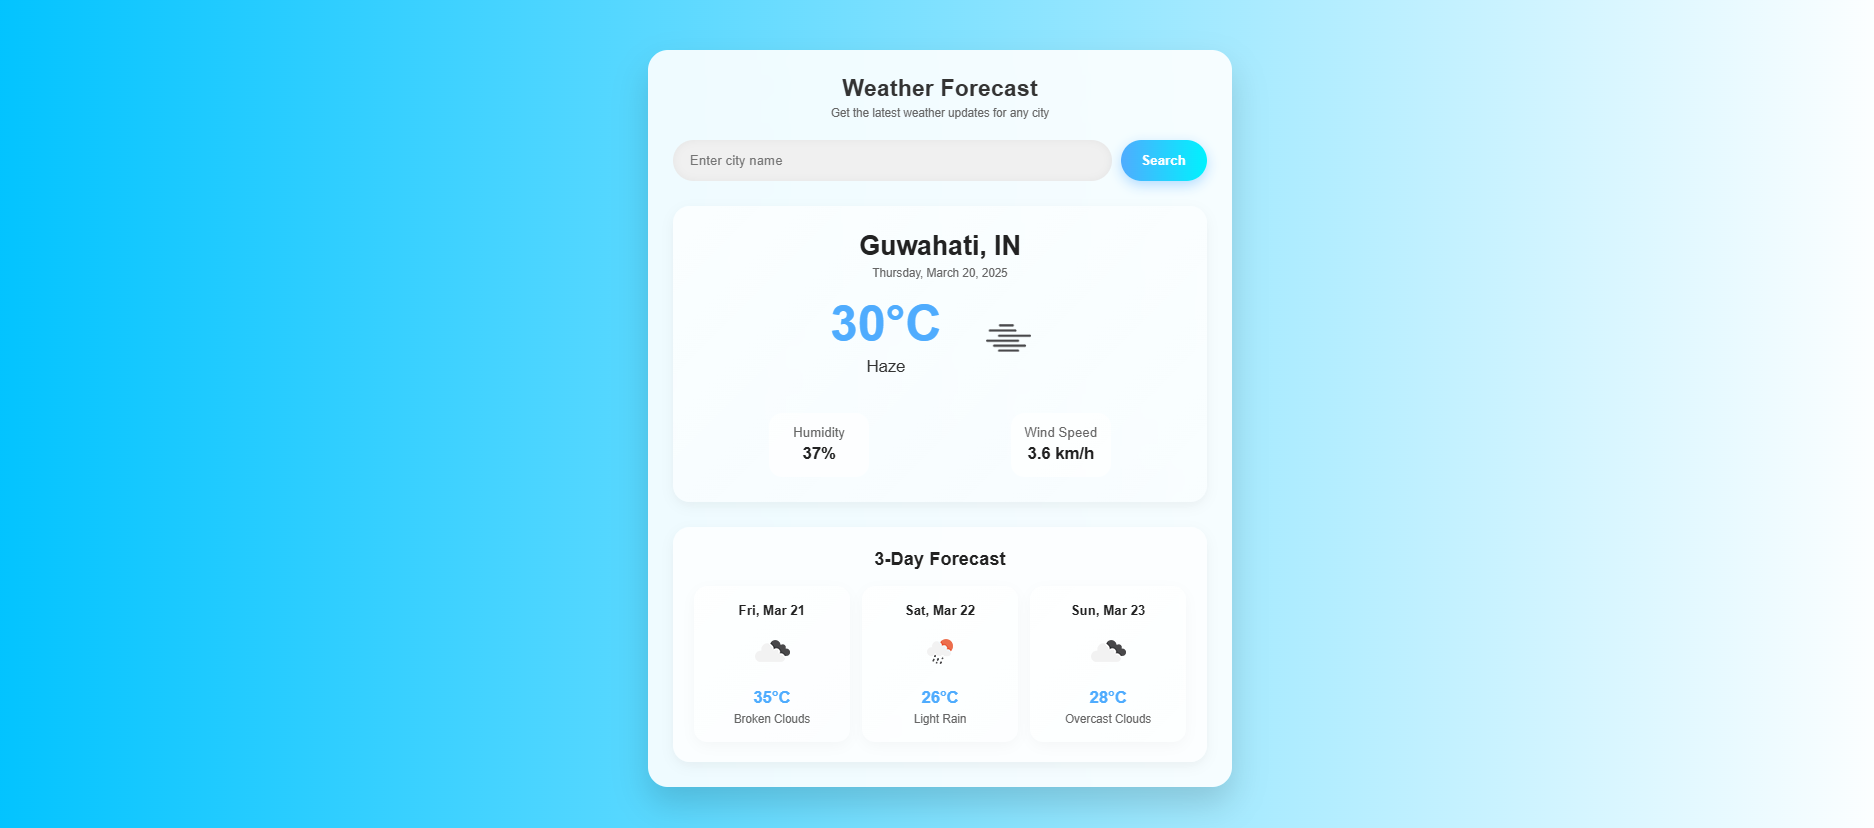 Weather Forecast
Get the latest weather updates for any city
Enter city name
Search
Guwahati, IN
Thursday, March 20, 2025
30°C
Haze
Humidity
37%
Wind Speed
3.6 km/h
3-Day Forecast
Fri, Mar 21
35°C
Broken Clouds
Sat, Mar 22
26°C
Light Rain
Sun, Mar 23
28°C
Overcast Clouds